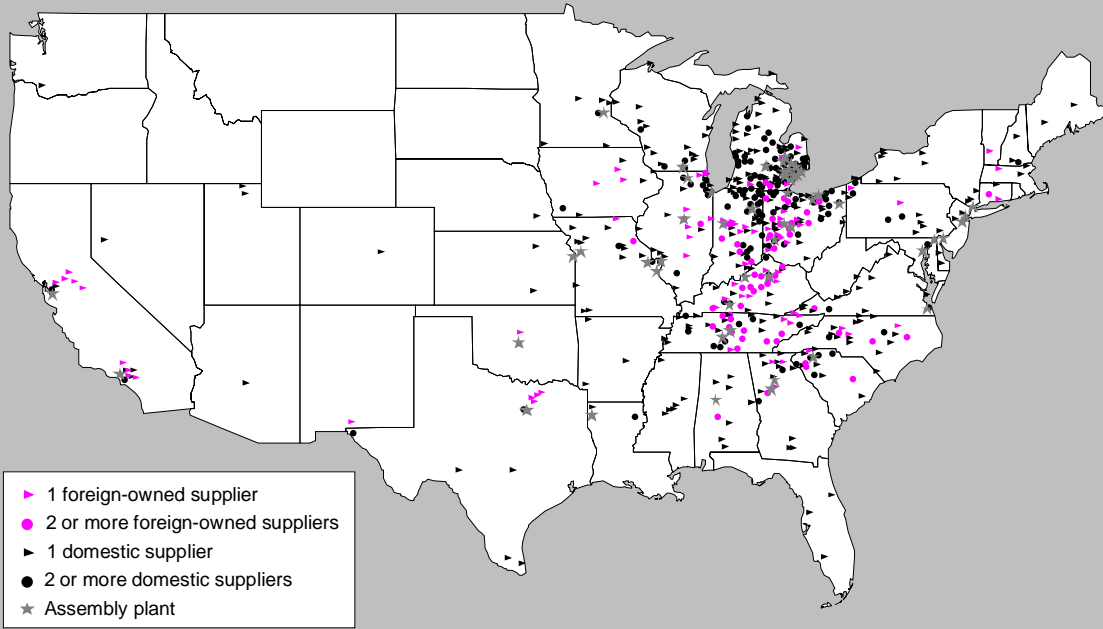 1 foreign-owned supplier
2 or more foreign-owned suppliers
1 domestic supplier
2 or more domestic suppliers
Assembly plant